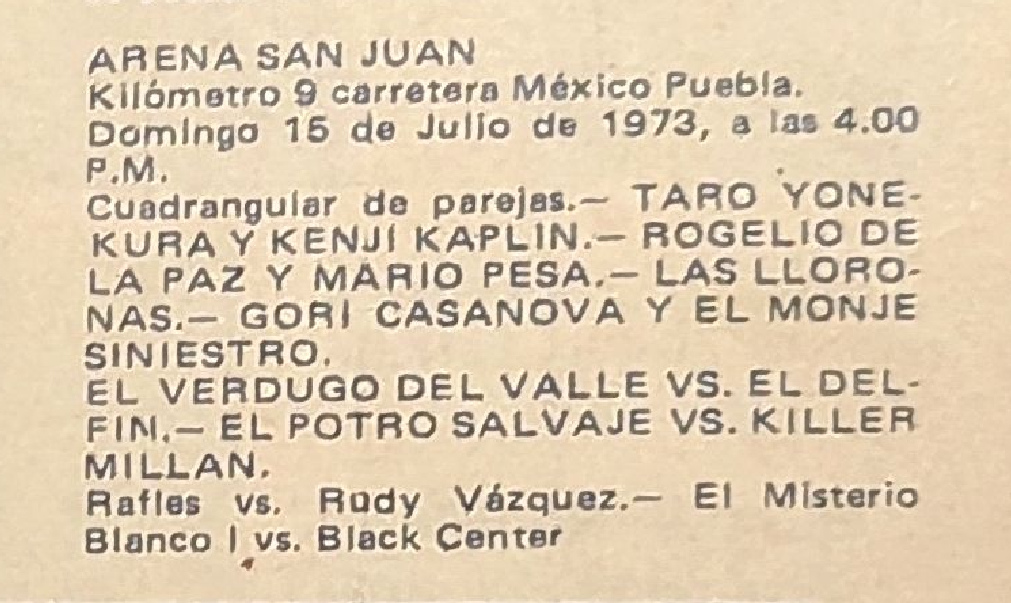 ARENA SAN JUAN
Kilómetro 9 carretera México Puebla.
Domingo 15 de Julio de 1973, a las 4.00
P.M.
Cuadrangular de parejas.— TARO YONE-
KURA Y KENJI KAPLIN.— ROGELIO DE
LA PAZ Y MARIO PESA.— LAS LLORO-
NAS.— GORI CASANOVA Y EL MONJE
SINIESTRO.
EL VERDUGO DEL VALLE VS. EL DEL-
FIN.— EL POTRO SALVAJE VS. KILLER
MILLAN.
Rafles vs. Rudy Vázquez.— El Misterio
Blanco I vs. Black Center